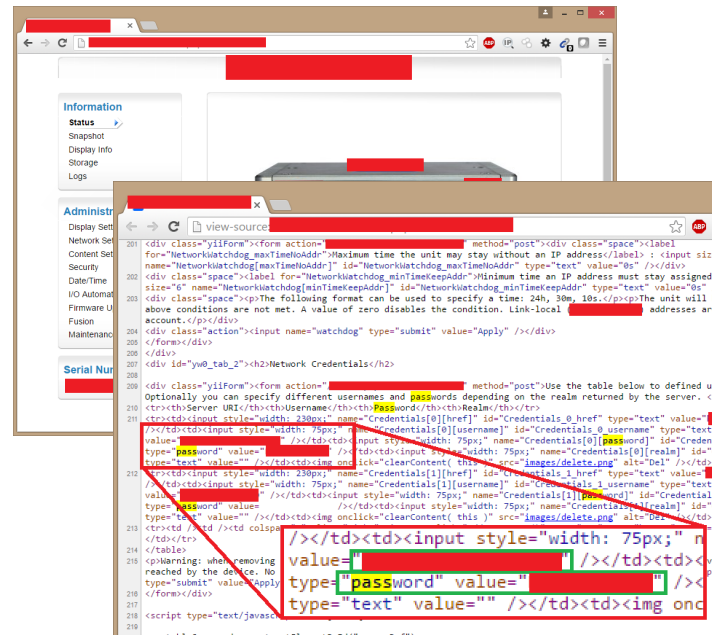 Information
Status
Snapshot
Display Info
Storage
Logs
Administr
Display Sett
Network Set
Content Set
Security
Date/Time
I/O Automat
Firmware U
Fusion
Maintenanc
Serial Nur
view-source:
201 <div class="yiiForm"><form action=" " method="post"><div class="space"><label
for="NetworkWatchdog_maxTimeNoAddr">Maximum time the unit may stay without an IP address</label> : <input siz
name="NetworkWatchdog[maxTimeNoAddr]" id="NetworkWatchdog_maxTimeNoAddr" type="text" value="0s" /></div>
202 <div class="space"><label for="NetworkWatchdog_minTimeKeepAddr">Minimum time an IP address must stay assigned
size="6" name="NetworkWatchdog[minTimeKeepAddr]" id="NetworkWatchdog_minTimeKeepAddr" type="text" value="0s"
203 <div class="space"><p>The following format can be used to specify a time: 24h, 30m, 10s.</p><p>The unit will
above conditions are not met. A value of zero disables the condition. Link-local ( ) addresses ar
account.</p></div>
204 <div class="action"><input name="watchdog" type="submit" value="Apply" /></div>
205 </form></div>
206 </div>
207 <div id="yw0_tab_2"><h2>Network Credentials</h2>
208
209 <div class="yiiForm"><form action=" " method="post">Use the table below to defined u
Optionally you can specify different usernames and passwords depending on the realm returned by the server. <
210 <tr><th>Server URI</th><th>Username</th><th>Password</th><th>Realm</th></tr>
211 <tr><td><input style="width: 230px;" name="Credentials[0][href]" id="Credentials_0_href" type="text" value="
/></td><td><input style="width: 75px;" name="Credentials[0][username]" id="Credentials_0_username" type="text
value=" " /></td><td><input style="width: 75px;" name="Credentials[0][password]" id="Creden
type="password" value=" " /></td><td><input style="width: 75px;" name="Credentials[0][realm]" id="
type="text" value="" /></td><td><img onclick="clearContent( this )" src="images/delete.png" alt="Del" /></td>
212 <tr><td><input style="width: 230px;" name="Credentials[1][href]" id="Credentials_1_href" type="text" value="
/></td><td><input style="width: 75px;" name="Credentials[1][username]" id="Credentials_1_username" type="text
value=" " /></td><td><input style="width: 75px;" name="Credentials[1][password]" id="Creden
type="password" value= /></td><td><input style="width: 75px;" name="Credentials[1][realm]" id="
type="text" value="" /></td><td><img onclick="clearContent( this )" src="images/delete.png" alt="Del" /></td>
213 <tr><td /><td /><td colspa
</td></tr>
214 </table>
215 <p>Warning: when removing
reached by the device. No
type="submit" value="Apply
216 </form></div>
217
218 <script type="text/javascr
219
/></td><td><input style="width: 75px;" n
value=" " /></td><td><
type="password" value=" " /><
type="text" value="" /></td><td><img onc